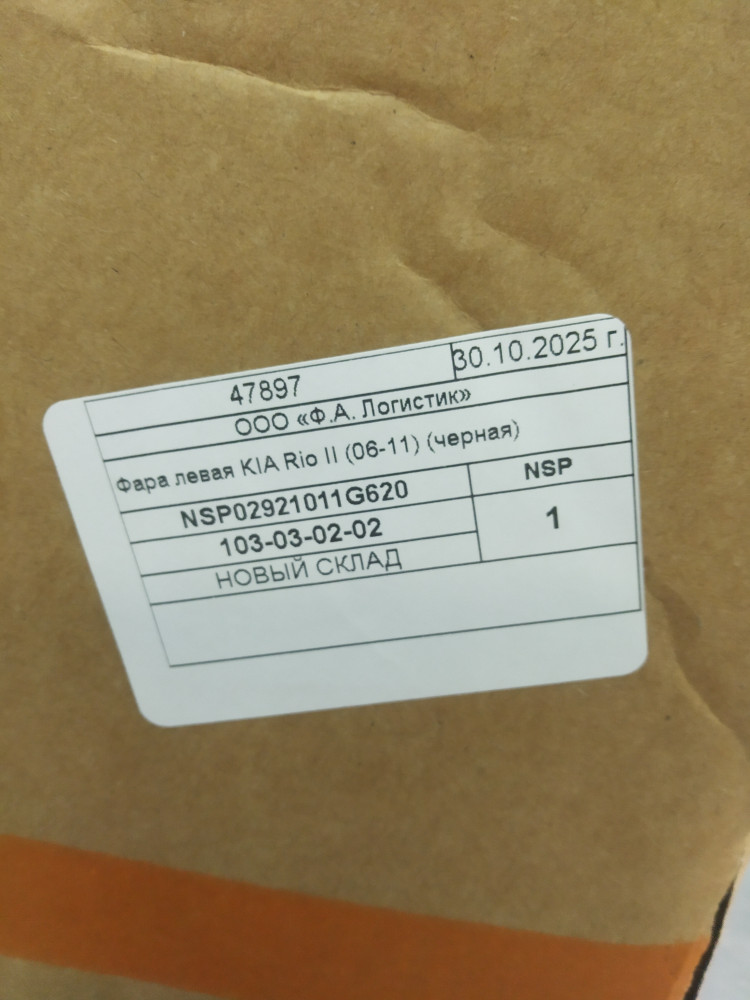 47897 30.10.2025 г.
ООО «Ф.А. Логистик»
Фара левая KIA Rio II (06-11) (черная)
NSP02921011G620 NSP
103-03-02-02 1
НОВЫЙ СКЛАД